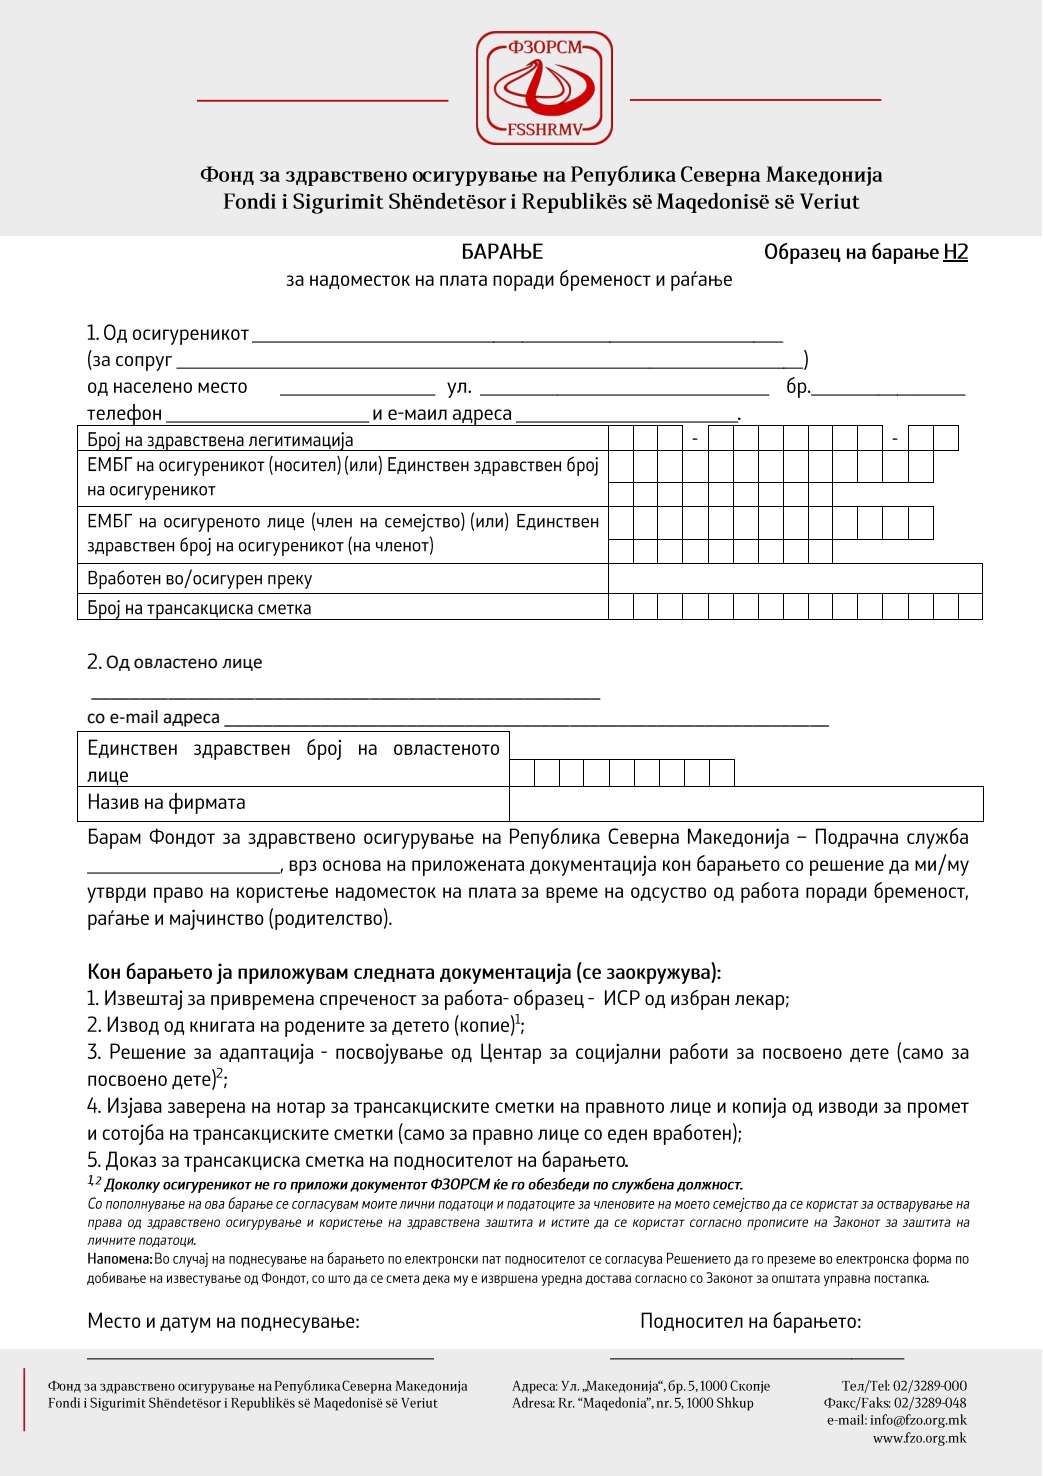 ФЗОРСМ
FSSHRMV
Фонд за здравствено осигурување на Република Северна Македонија
Fondi i Sigurimit Shëndetësor i Republikës së Maqedonisë së Veriut
БАРАЊЕ Образец на барање Н2
за надоместок на плата поради бременост и раѓање
1. Од осигуреникот ______________________________
(за сопруг ______________________________)
од населено место ________________ ул. ______________________________ бр.________________
телефон _____________________ и е-маил адреса _______________________.
Број на здравствена легитимација - -
ЕМБГ на осигуреникот (носител) (или) Единствен здравствен број
на осигуреникот
ЕМБГ на осигуреното лице (член на семејство) (или) Единствен
здравствен број на осигуреникот (на членот)
Вработен во/осигурен преку
Број на трансакциска сметка
2. Од овластено лице
______________________________
со e-mail адреса ______________________________
Единствен здравствен број на овластеното
лице
Назив на фирмата
Барам Фондот за здравствено осигурување на Република Северна Македонија – Подрачна служба
____________________, врз основа на приложената документација кон барањето со решение да ми/му
утврди право на користење надоместок на плата за време на одсуство од работа поради бременост,
раѓање и мајчинство (родителство).
Кон барањето ја приложувам следната документација (се заокружува):
1. Извештај за привремена спреченост за работа- образец - ИСР од избран лекар;
2. Извод од книгата на родените за детето (копие)1;
3. Решение за адаптација - посвојување од Центар за социјални работи за посвоено дете (само за
посвоено дете)2;
4. Изјава заверена на нотар за трансакциските сметки на правното лице и копија од изводи за промет
и сотојба на трансакциските сметки (само за правно лице со еден вработен);
5. Доказ за трансакциска сметка на подносителот на барањето.
1,2 Доколку осигуреникот не го приложи документот ФЗОРСМ ќе го обезбеди по службена должност.
Со пополнување на ова барање се согласувам моите лични податоци и податоците за членовите на моето семејство да се користат за остварување на
права од здравствено осигурување и користење на здравствена заштита и истите да се користат согласно прописите на Законот за заштита на
личните податоци.
Напомена: Во случај на поднесување на барањето по електронски пат подносителот се согласува Решението да го преземе во електронска форма по
добивање на известување од Фондот, со што да се смета дека му е извршена уредна достава согласно со Законот за општата управна постапка.
Место и датум на поднесување: Подносител на барањето:
______________________________ ______________________________
Фонд за здравствено осигурување на Република Северна Македонија Адреса: Ул. „Македонија“, бр. 5, 1000 Скопје Тел/Tel: 02/3289-000
Fondi i Sigurimit Shëndetësor i Republikës së Maqedonisë së Veriut Adresa: Rr. “Maqedonia”, nr. 5, 1000 Shkup Факс/Faks: 02/3289-048
e-mail: info@fzo.org.mk
www.fzo.org.mk